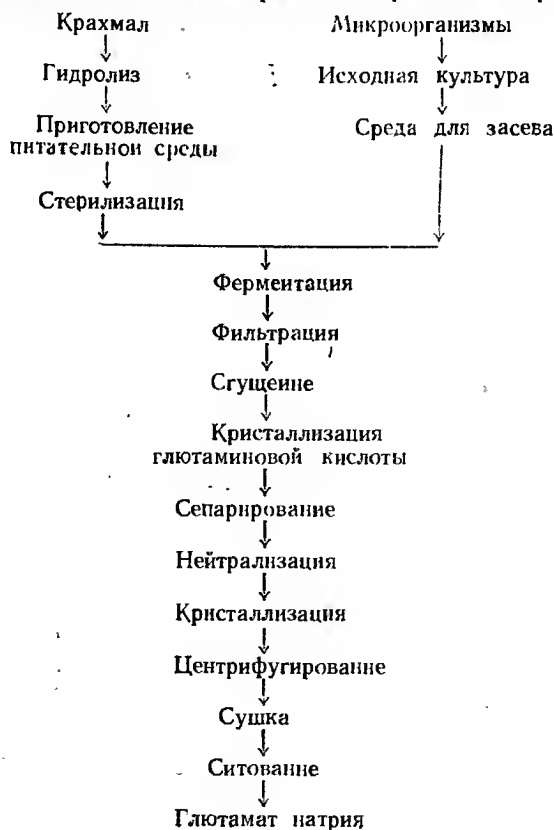 Крахмал
Микроорганизмы
Гидролиз
Исходная культура
Приготовление
питательной среды
Среда для засева
Стерилизация
Ферментация
Фильтрация
Сгущение
Кристаллизация
глютаминовой кислоты
Сепарирование
Нейтрализация
Кристаллизация
Центрифугирование
Сушка
Ситование
Глютамат натрия